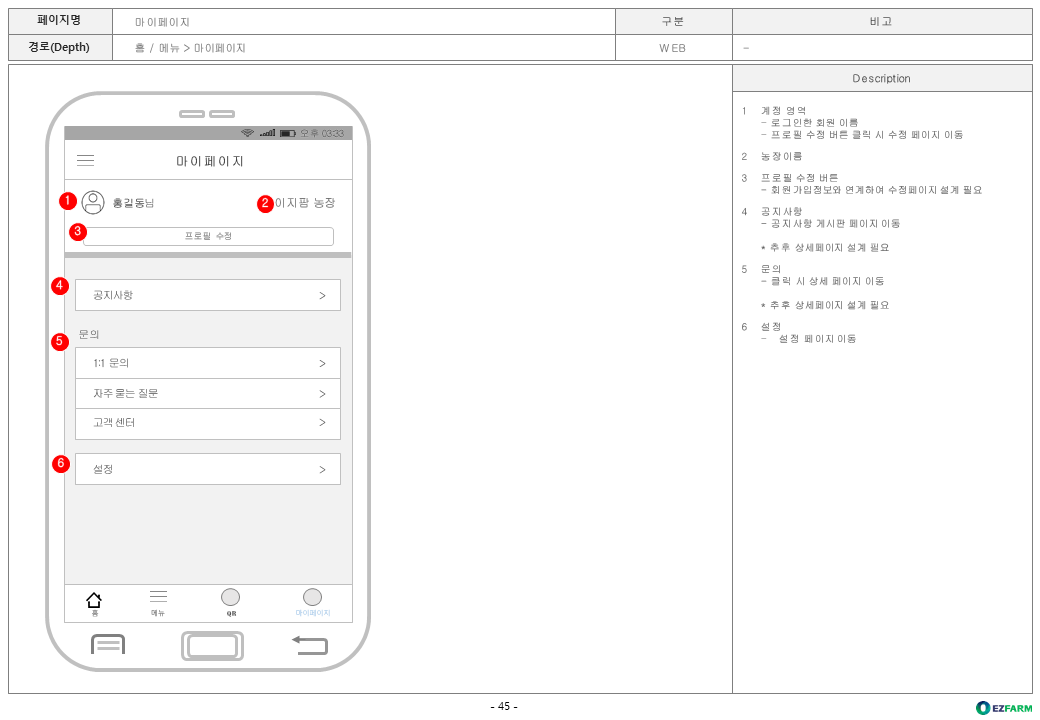 페이지명
마이페이지
구분
비고
경로(Depth)
홈 / 메뉴 > 마이페이지
WEB
-
Description
오후 03:33
마이페이지
1
홍길동님
2
이지팜 농장
3
프로필 수정
4
공지사항 >
문의
5
1:1 문의 >
자주 묻는 질문 >
고객 센터 >
6
설정 >
홈
메뉴
QR
마이페이지
1 계정 영역
- 로그인한 회원 이름
- 프로필 수정 버튼 클릭 시 수정 페이지 이동
2 농장이름
3 프로필 수정 버튼
- 회원가입정보와 연계하여 수정페이지 설계 필요
4 공지사항
- 공지사항 게시판 페이지 이동
* 추후 상세페이지 설계 필요
5 문의
- 클릭 시 상세 페이지 이동
* 추후 상세페이지 설계 필요
6 설정
- 설정 페이지 이동
- 45 -
EZFARM